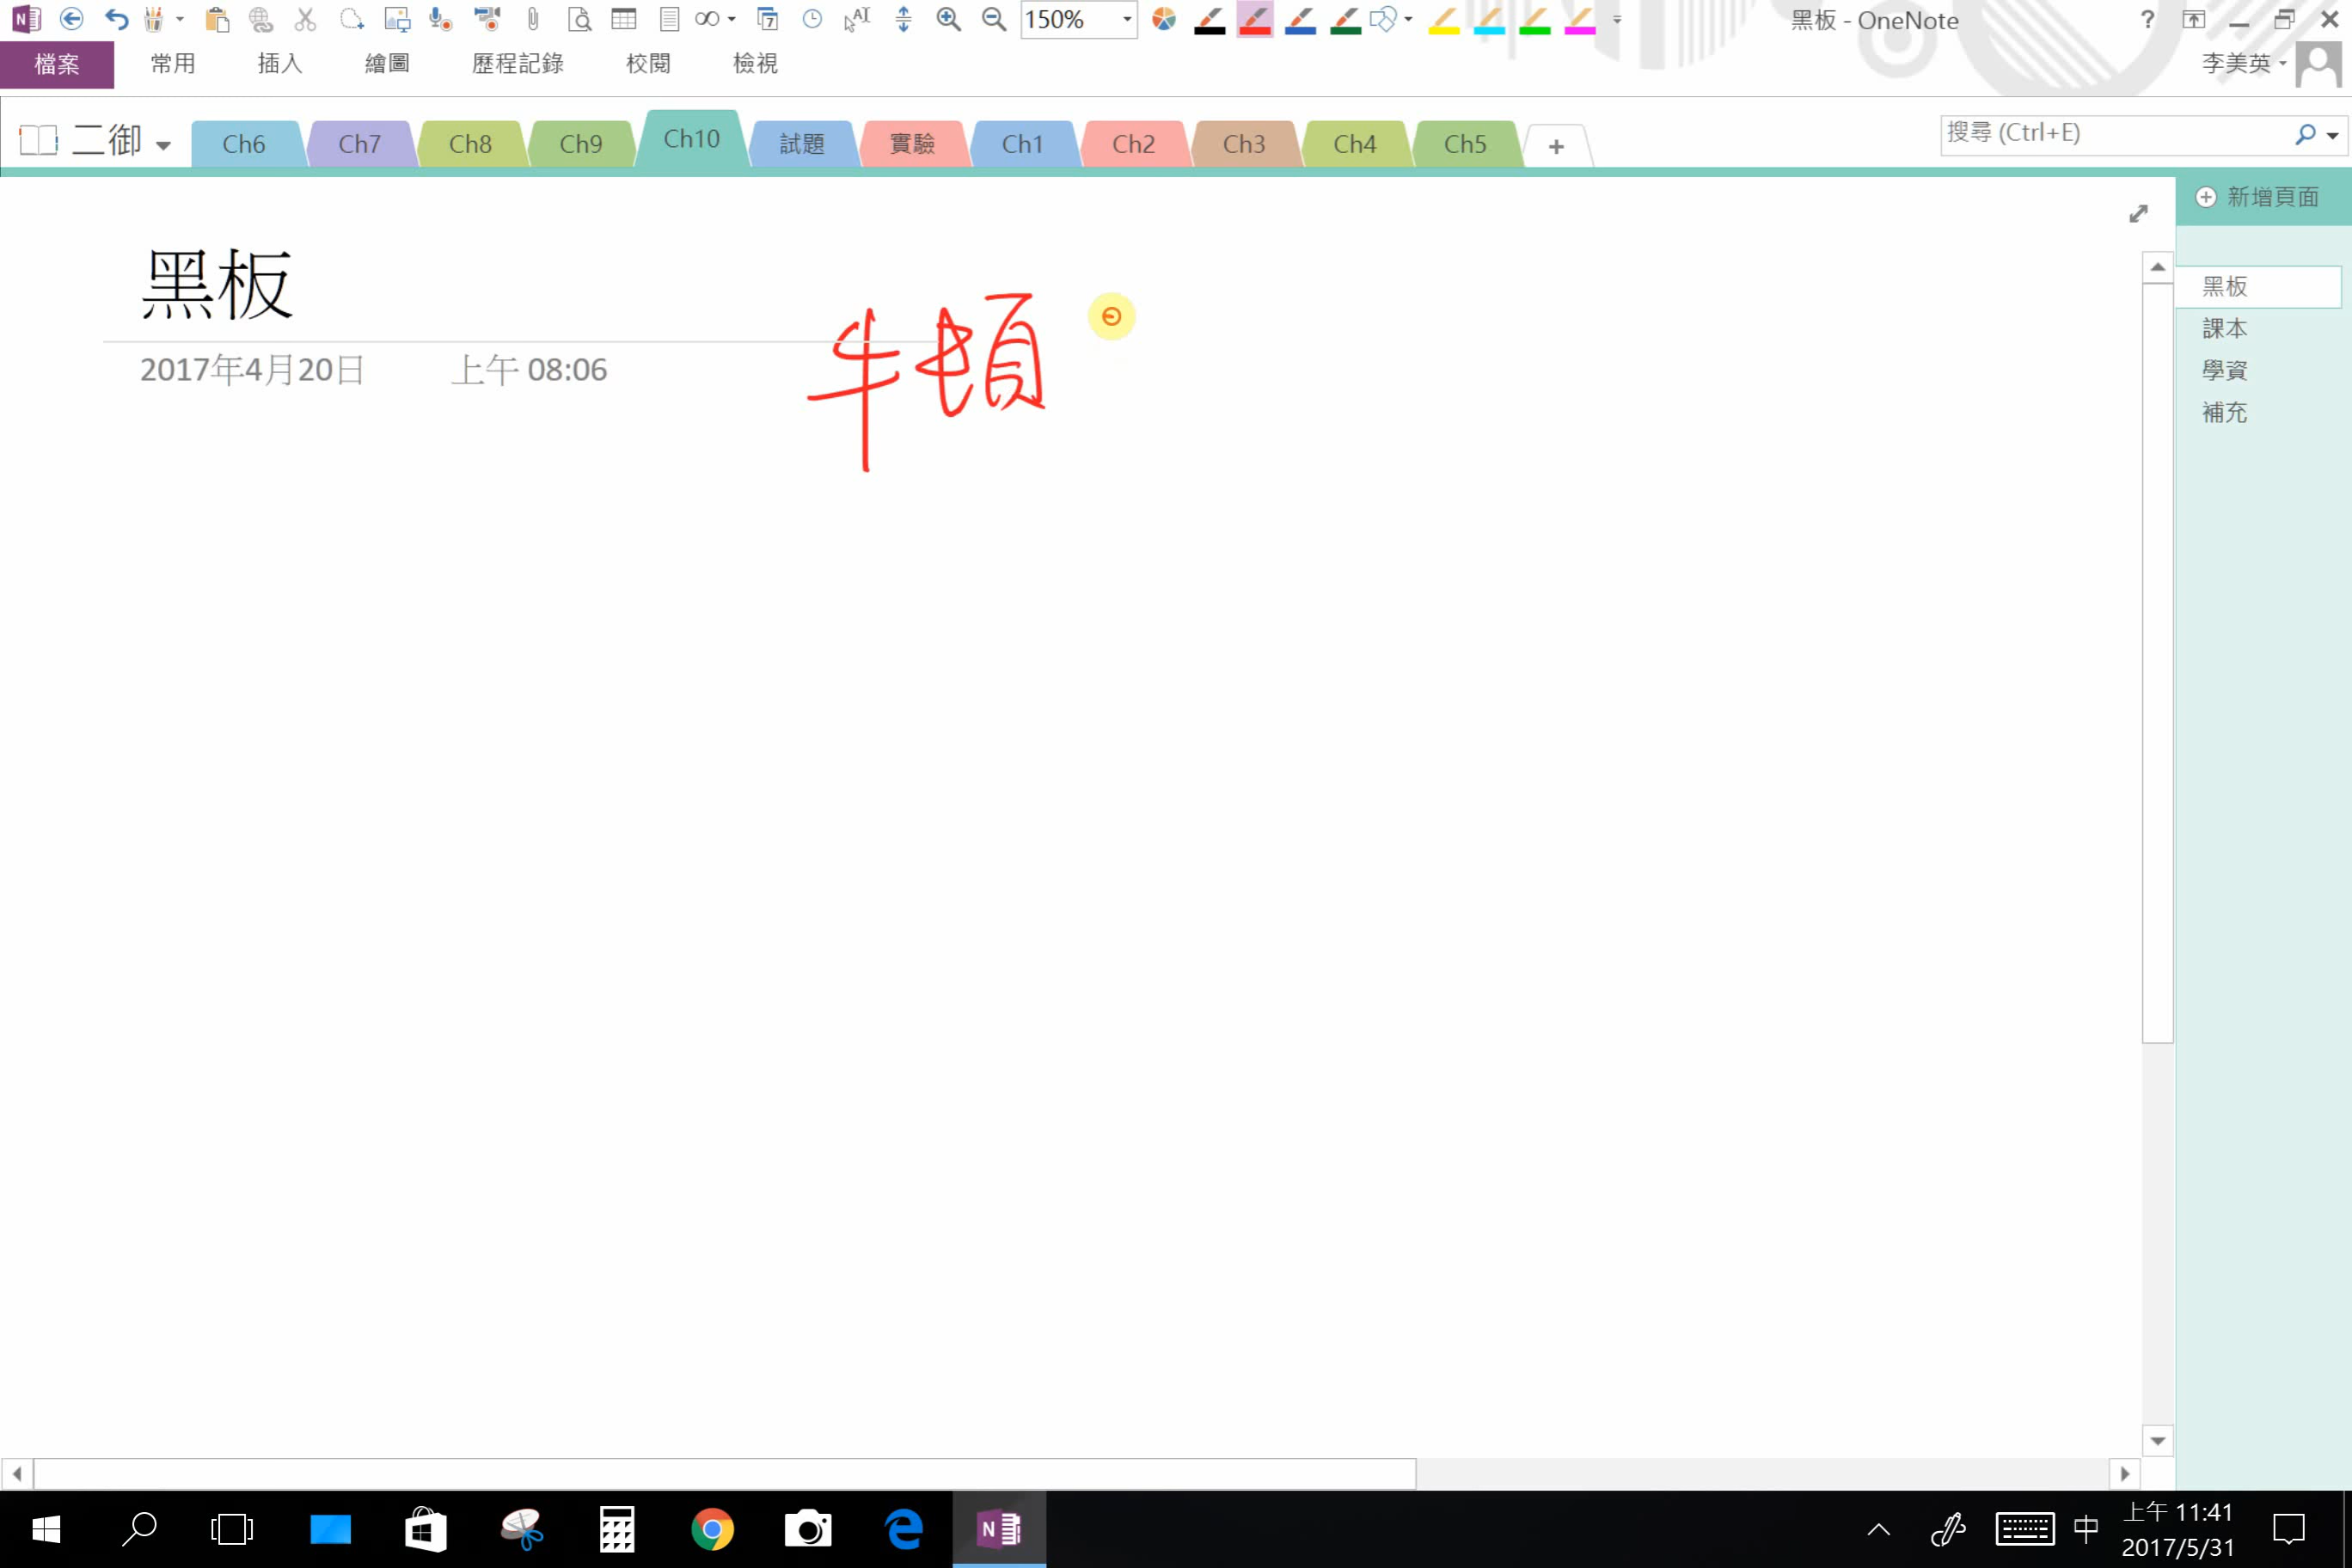 150%
黑板 - OneNote
?
檔案 常用 插入 繪圖 歷程記錄 校閱 檢視 李美英
二御 Ch6 Ch7 Ch8 Ch9 Ch10 試題 實驗 Ch1 Ch2 Ch3 Ch4 Ch5 +
搜尋 (Ctrl+E)
新增頁面
黑板
2017年4月20日 上午 08:06
牛頓
黑板
課本
學資
補充
中
上午 11:41
2017/5/31